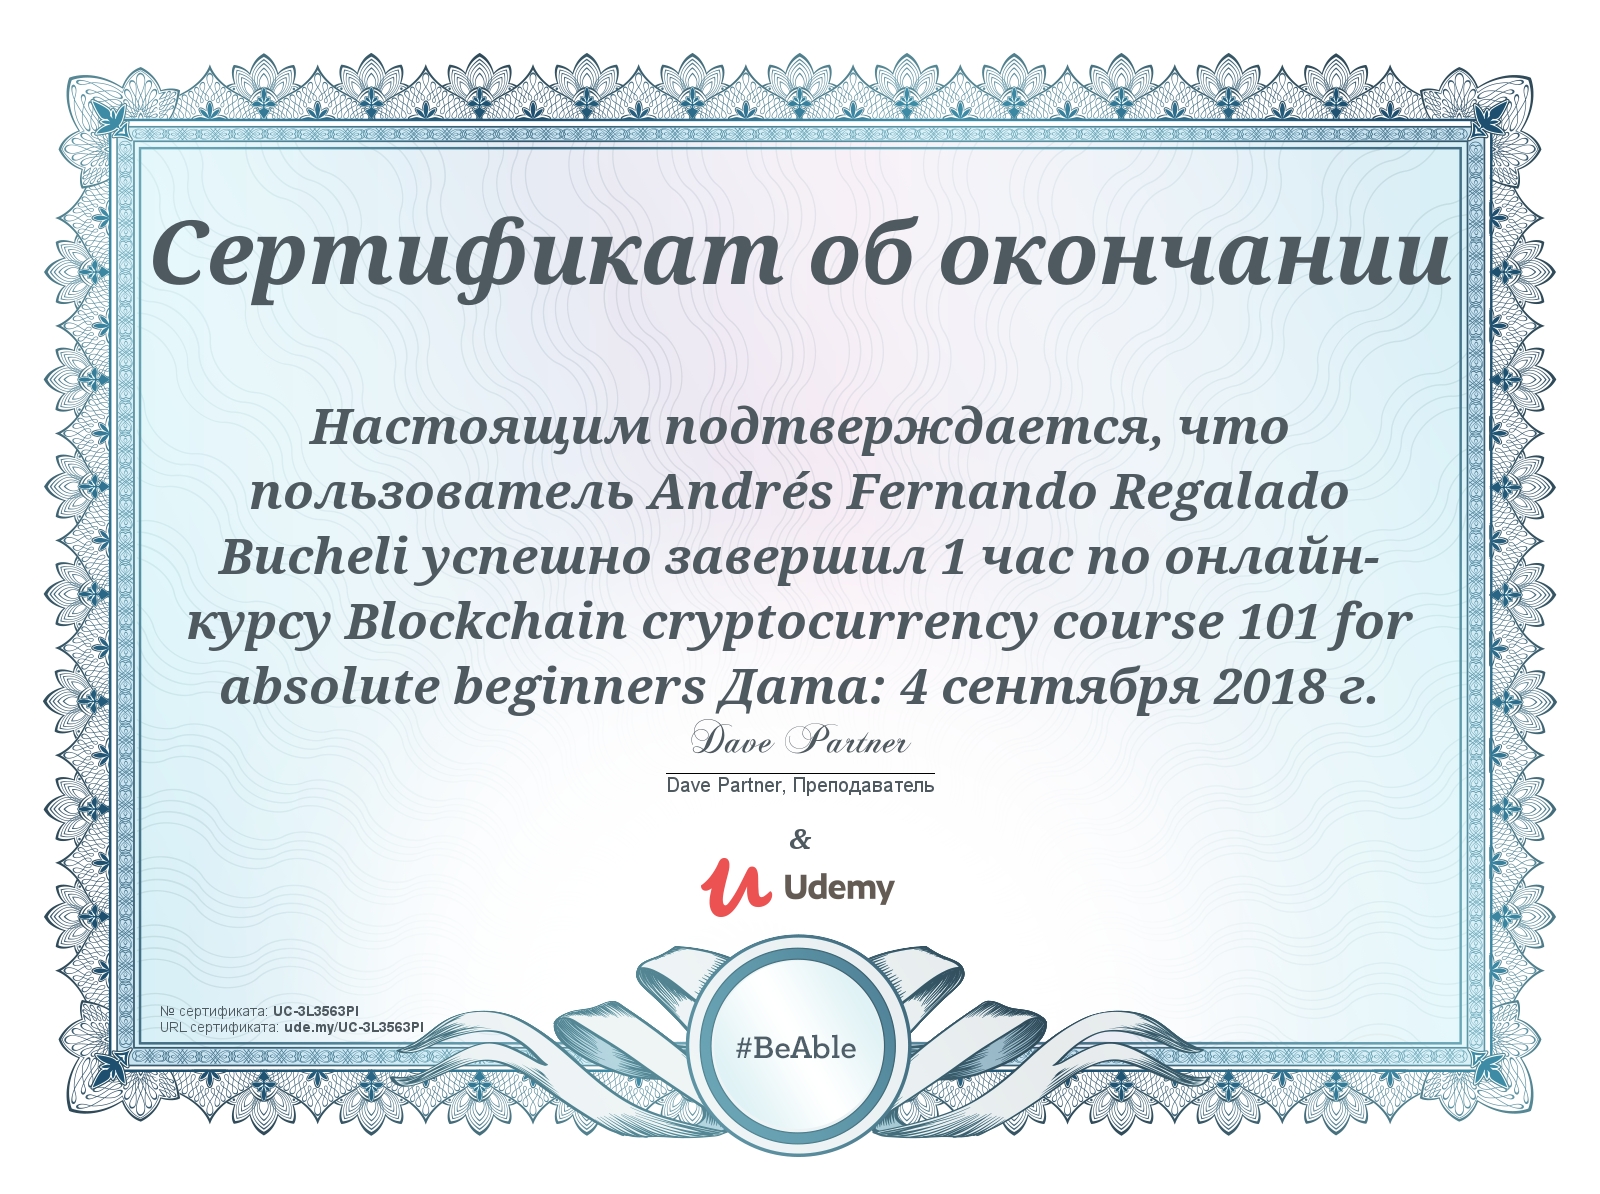 Сертификат об окончании
Настоящим подтверждается, что
пользователь Andrés Fernando Regalado
Bucheli успешно завершил 1 час по онлайн-
курсу Blockchain cryptocurrency course 101 for
absolute beginners Дата: 4 сентября 2018 г.
Dave Partner
Dave Partner, Преподаватель
&
Udemy
№ сертификата: UC-3L3563PI
URL сертификата: ude.my/UC-3L3563PI
#BeAble